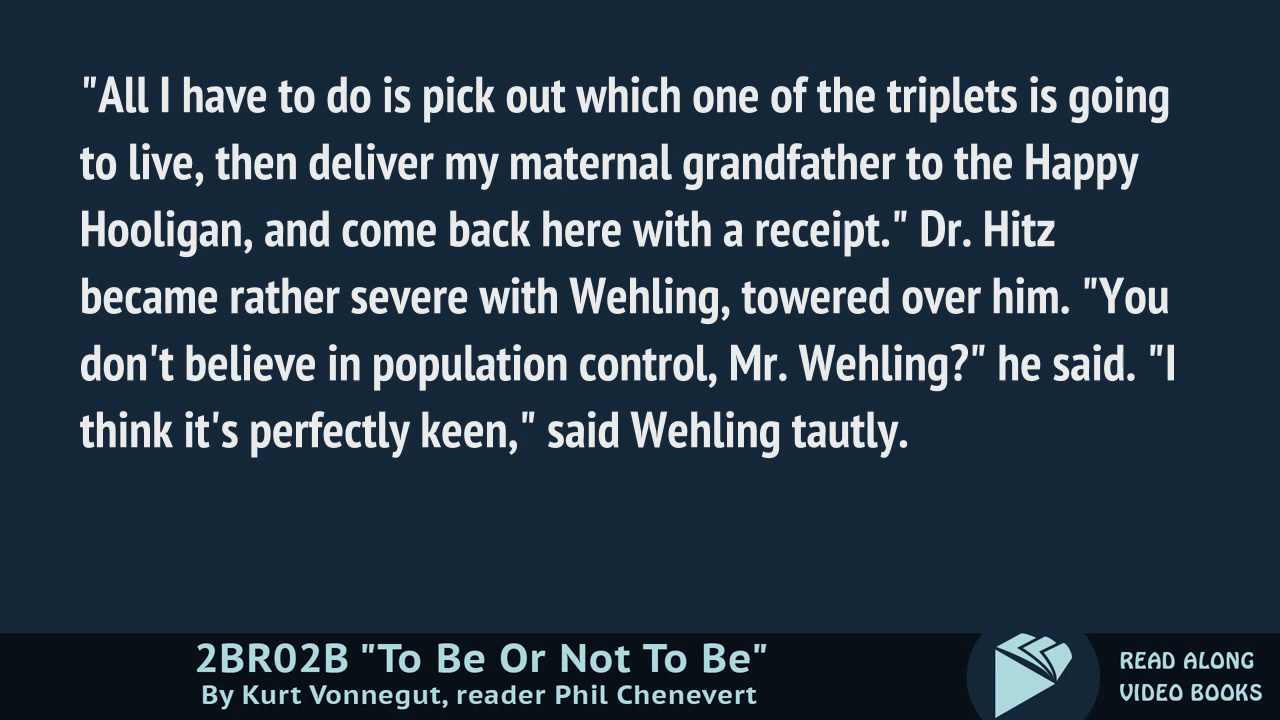 "All I have to do is pick out which one of the triplets is going
to live, then deliver my maternal grandfather to the Happy
Hooligan, and come back here with a receipt." Dr. Hitz
became rather severe with Wehling, towered over him. "You
don't believe in population control, Mr. Wehling?" he said. "I
think it's perfectly keen," said Wehling tautly.
2BR02B "To Be Or Not To Be"
By Kurt Vonnegut, reader Phil Chenevert
READ ALONG
VIDEO BOOKS